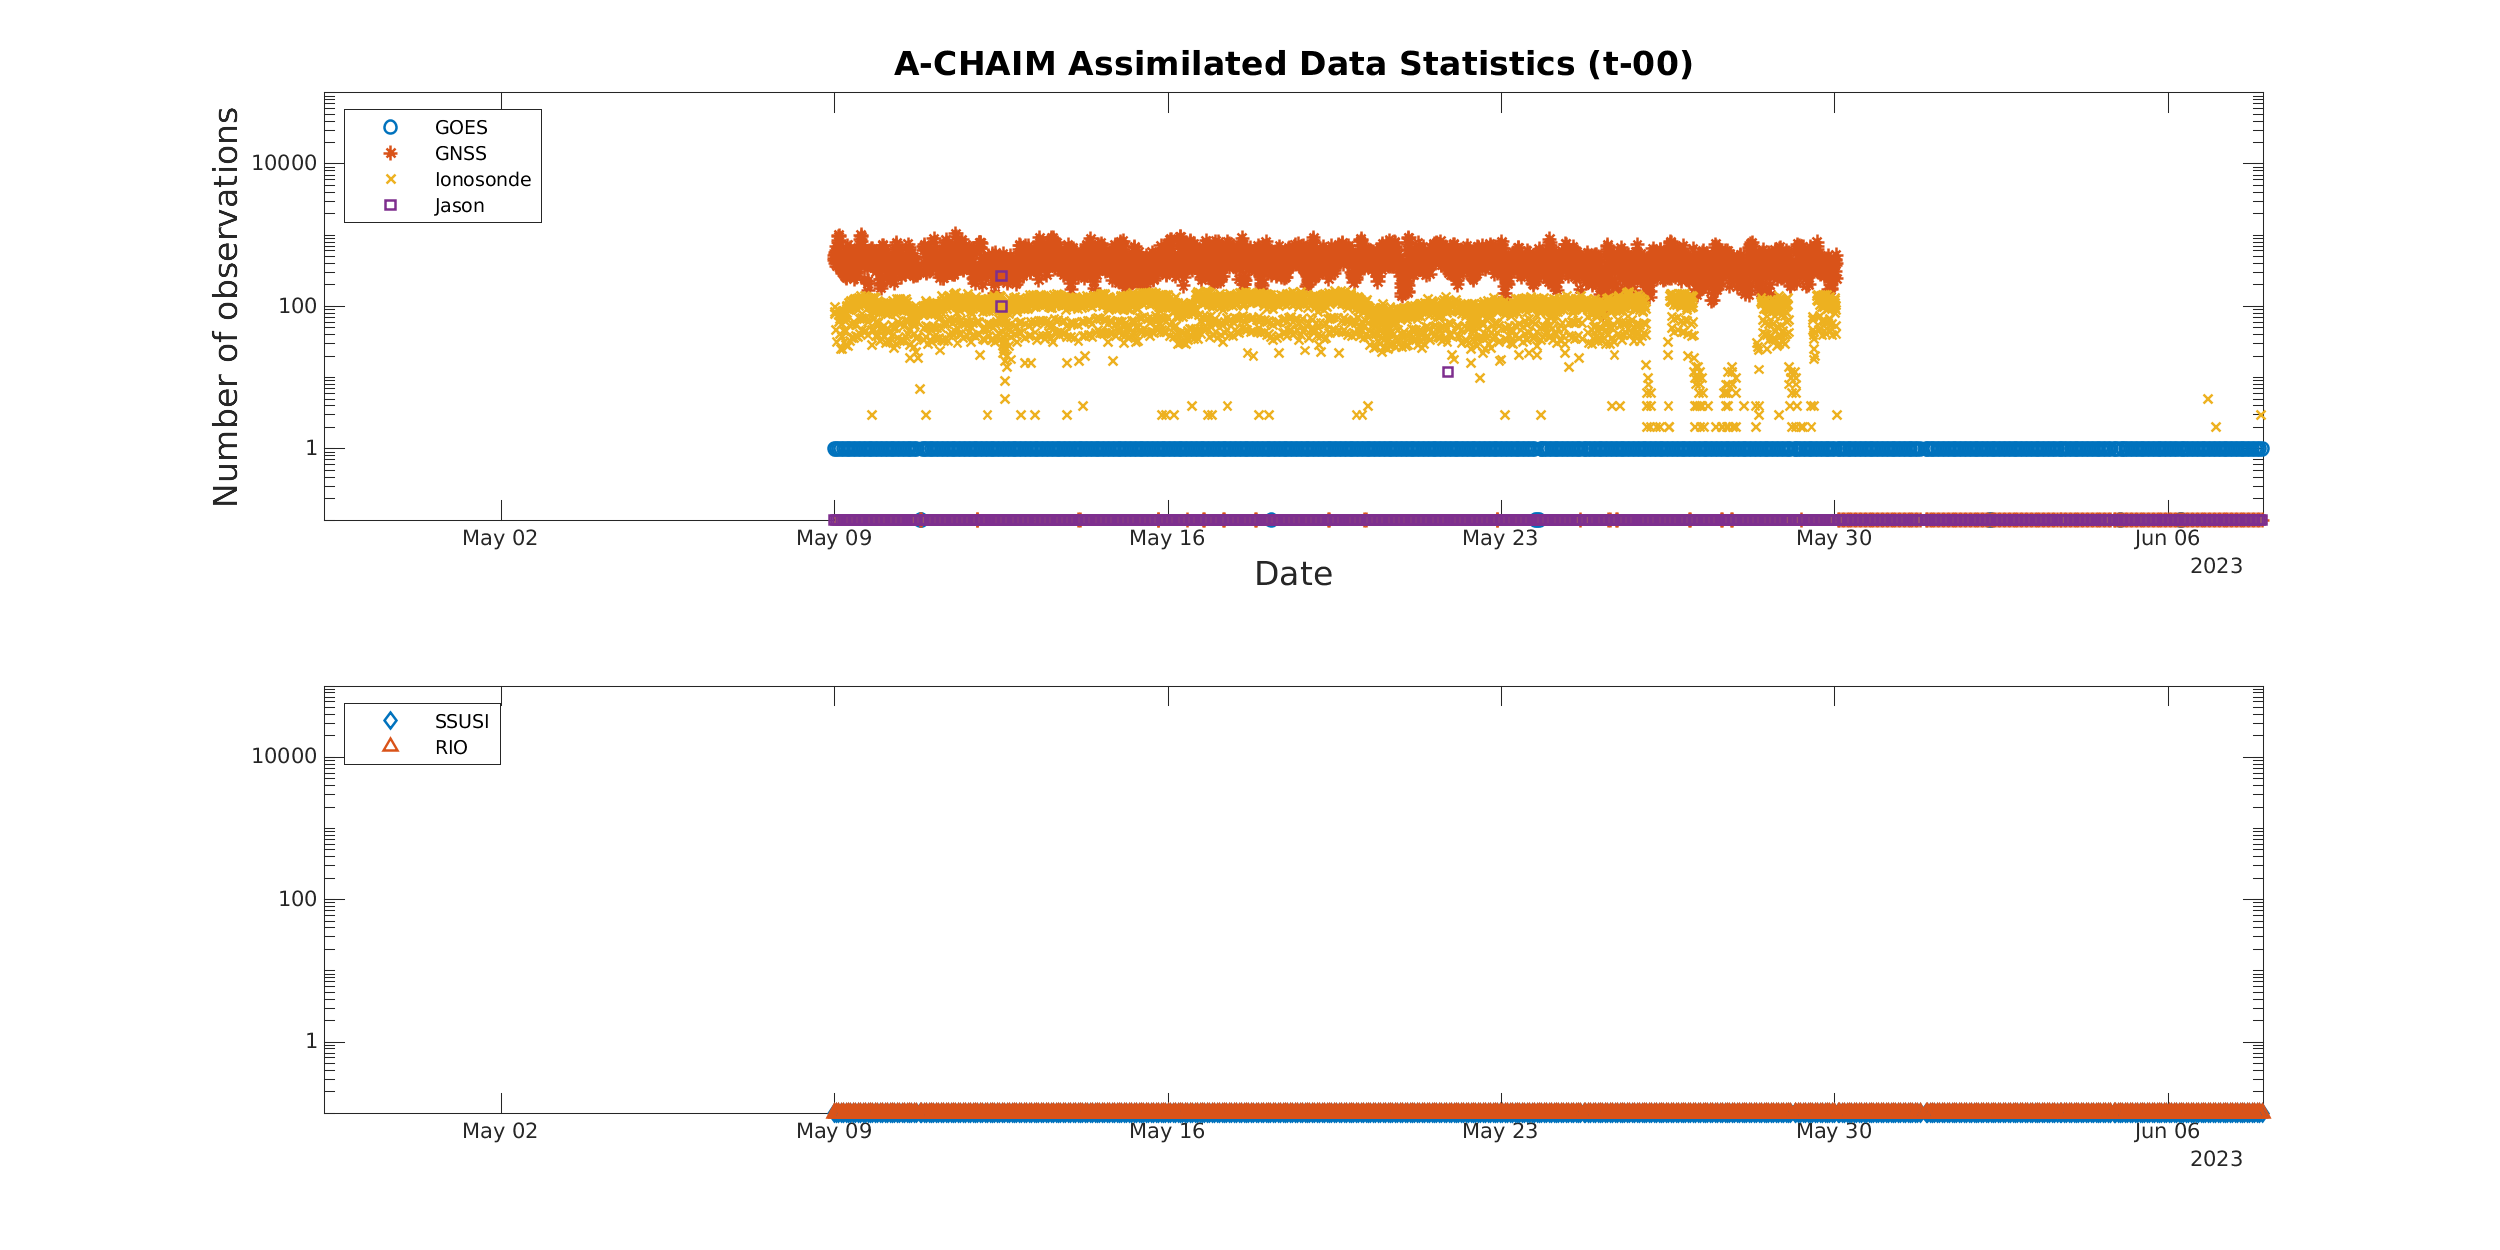 A-CHAIM Assimilated Data Statistics (t-00)
Number of observations
10000
100
1
GOES
GNSS
Ionosonde
Jason
May 02
May 09
May 16
May 23
May 30
Jun 06
2023
Date
10000
100
1
SSUSI
RIO
May 02
May 09
May 16
May 23
May 30
Jun 06
2023